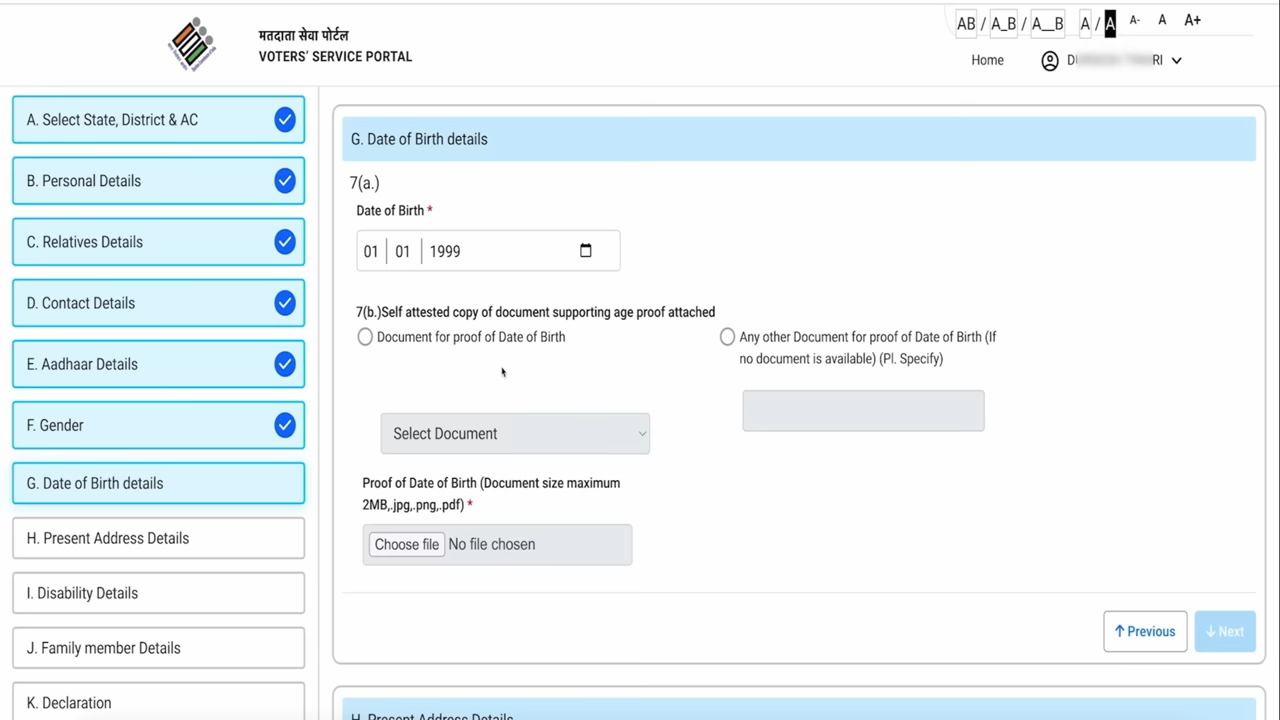 मतदाता सेवा पोर्टल
VOTERS' SERVICE PORTAL
AB / A_B / A__B A / A A- A A+
Home
A. Select State, District & AC
B. Personal Details
C. Relatives Details
D. Contact Details
E. Aadhaar Details
F. Gender
G. Date of Birth details
H. Present Address Details
I. Disability Details
J. Family member Details
K. Declaration
G. Date of Birth details
7(a.)
Date of Birth *
01 01 1999
7(b.)Self attested copy of document supporting age proof attached
Document for proof of Date of Birth
Any other Document for proof of Date of Birth (If
no document is available) (Pl. Specify)
Select Document
Proof of Date of Birth (Document size maximum
2MB,.jpg,.png,.pdf) *
Choose file No file chosen
Previous
Next
H. Present Address Details